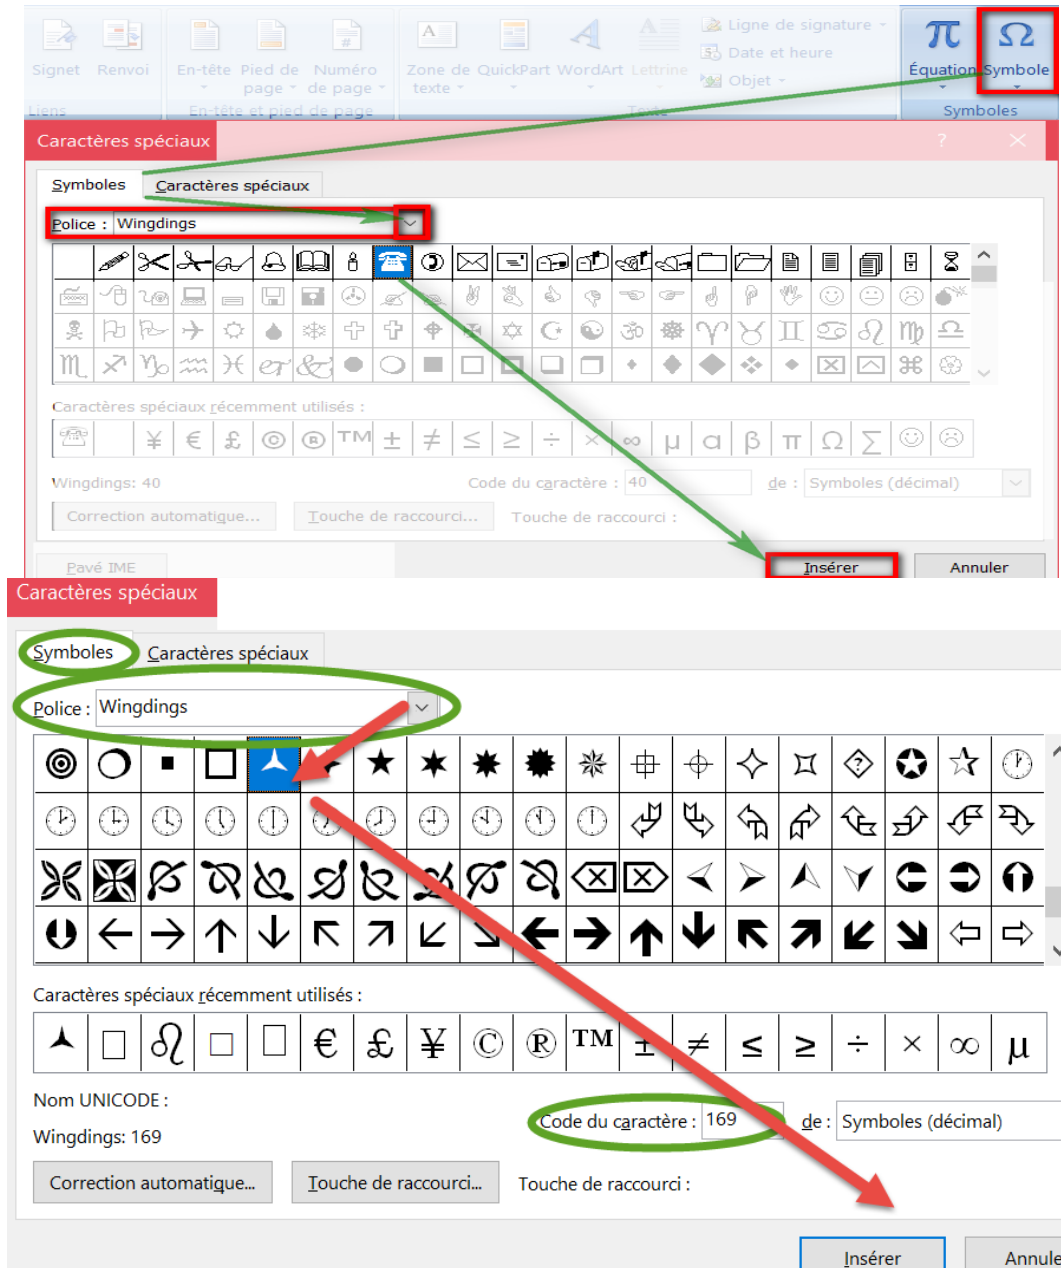 Ligne de signature
Date et heure
Objet
Signet Renvoi En-tête Pied de page Numéro de page Zone de texte QuickPart WordArt Lettrine Équation Symbole
Liens En-tête et pied de page Texte Symboles
Caractères spéciaux ?
Symboles Caractères spéciaux
Police : Wingdings
Caractères spéciaux récemment utilisés :
¥ € £ © ® TM ± ≠ ≤ ≥ ÷ × ∞ µ α β π Ω ∑
Wingdings: 40 Code du caractère : 40 de : Symboles (décimal)
Correction automatique... Touche de raccourci... Touche de raccourci :
Pavé IME Insérer Annuler
Caractères spéciaux
Symboles Caractères spéciaux
Police : Wingdings
Caractères spéciaux récemment utilisés :
€ £ ¥ © ® TM ± ≠ ≤ ≥ ÷ × ∞ µ
Nom UNICODE :
Wingdings: 169 Code du caractère : 169 de : Symboles (décimal)
Correction automatique... Touche de raccourci... Touche de raccourci :
Insérer Annule